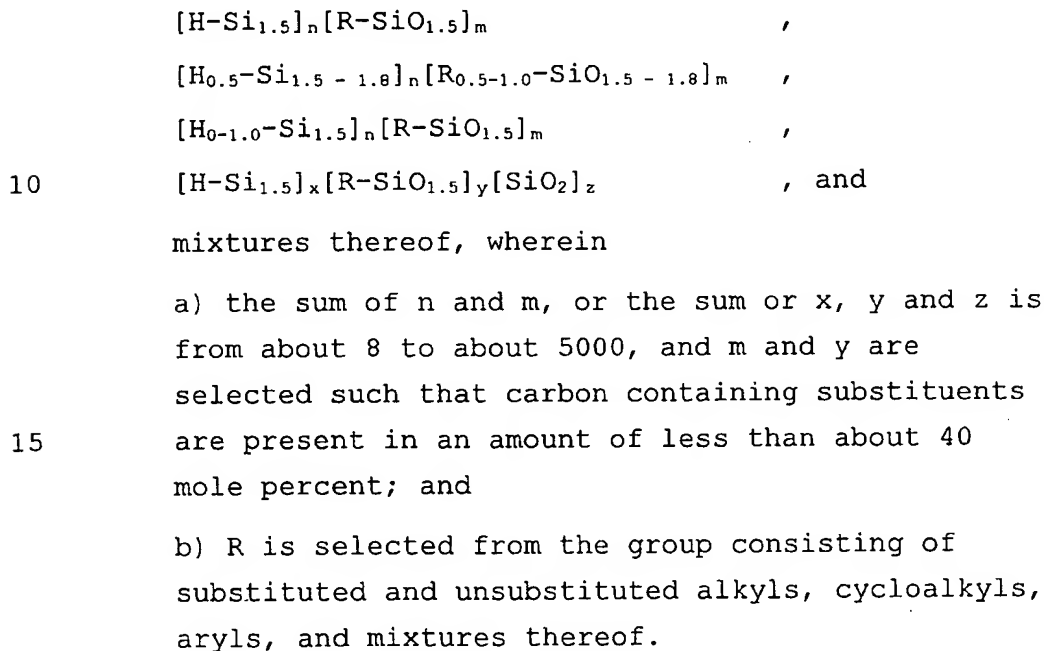 [H-Si₁.₅]ₙ[R-SiO₁.₅]ₘ ,
[H₀.₅-Si₁.₅ - ₁.₈]ₙ[R₀.₅-₁.₀-SiO₁.₅ - ₁.₈]ₘ ,
[H₀-₁.₀-Si₁.₅]ₙ[R-SiO₁.₅]ₘ ,
10 [H-Si₁.₅]ₓ[R-SiO₁.₅]y[SiO₂]z , and
mixtures thereof, wherein
a) the sum of n and m, or the sum or x, y and z is
from about 8 to about 5000, and m and y are
selected such that carbon containing substituents
15 are present in an amount of less than about 40
mole percent; and
b) R is selected from the group consisting of
substituted and unsubstituted alkyls, cycloalkyls,
aryls, and mixtures thereof.